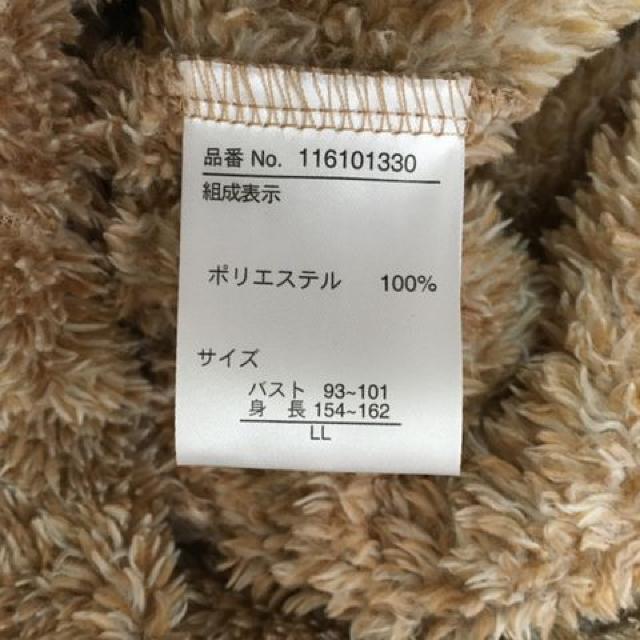 品番 No. 116101330
組成表示
ポリエステル 100%
サイズ
バスト 93~101
身 長 154~162
LL